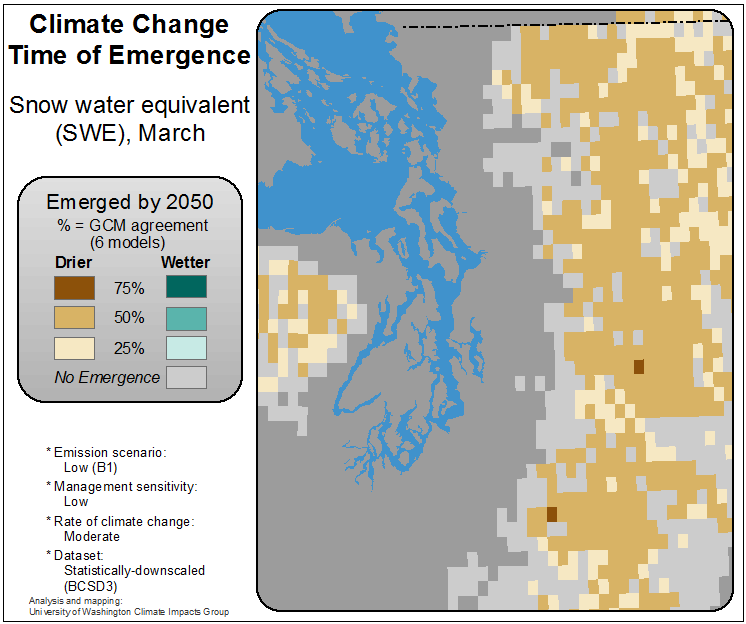 Climate Change
Time of Emergence
Snow water equivalent
(SWE), March
Emerged by 2050
% = GCM agreement
(6 models)
Drier Wetter
75%
50%
25%
No Emergence
* Emission scenario:
Low (B1)
* Management sensitivity:
Low
* Rate of climate change:
Moderate
* Dataset:
Statistically-downscaled
(BCSD3)
Analysis and mapping:
University of Washington Climate Impacts Group